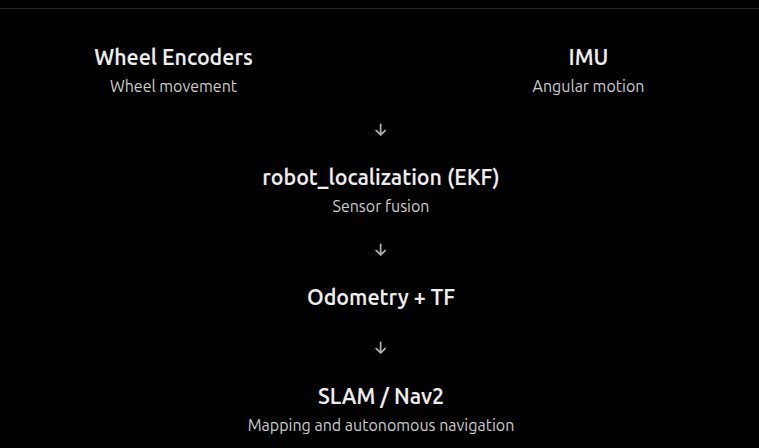 Wheel Encoders
Wheel movement
IMU
Angular motion
↓
robot_localization (EKF)
Sensor fusion
↓
Odometry + TF
↓
SLAM / Nav2
Mapping and autonomous navigation